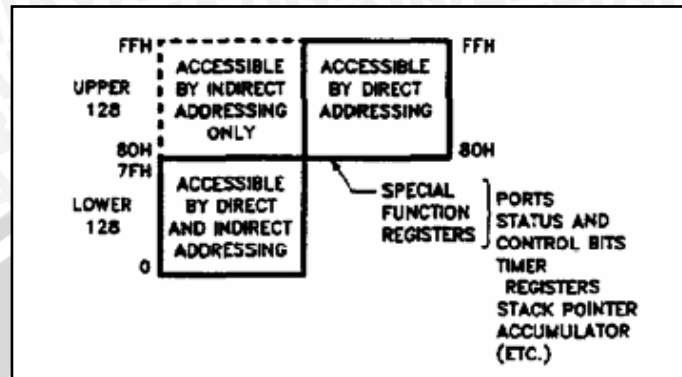 FFH
UPPER
128
80H
7FH
LOWER
128
0
ACCESSIBLE
BY INDIRECT
ADDRESSING
ONLY
ACCESSIBLE
BY DIRECT
ADDRESSING
FFH
80H
ACCESSIBLE
BY DIRECT
AND INDIRECT
ADDRESSING
SPECIAL
FUNCTION
REGISTERS
PORTS
STATUS AND
CONTROL BITS
TIMER
REGISTERS
STACK POINTER
ACCUMULATOR
(ETC.)